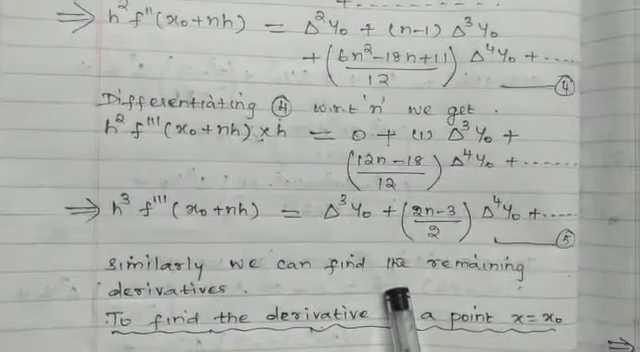 + .......
⇒ h² f''(x₀+nh) = Δ²y₀ + (n-1) Δ³y₀
+ (6n²-18n+11 / 12) Δ⁴y₀ + .... ④
Differentiating ④ w.r.t 'n' we get.
h² f'''(x₀+nh) × h = 0 + (1) Δ³y₀ +
(12n-18 / 12) Δ⁴y₀ + ......
⇒ h³ f'''(x₀+nh) = Δ³y₀ + (2n-3 / 2) Δ⁴y₀ + .... ⑤
Similarly we can find the remaining
derivatives.
To find the derivative a point x = x₀
⇒